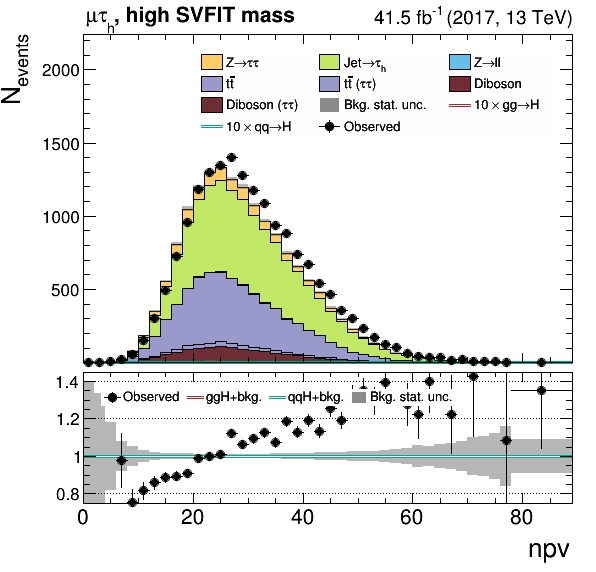 μτh, high SVFIT mass 41.5 fb⁻¹ (2017, 13 TeV)
Nevents
Z→ττ Jet→τh Z→ll
tt̄ tt̄ (ττ) Diboson
Diboson (ττ) Bkg. stat. unc. 10 × gg→H
10 × qq→H Observed
2000
1500
1000
500
Observed ggH+bkg. qqH+bkg. Bkg. stat. unc.
1.4
1.2
1
0.8
0 20 40 60 80
npv